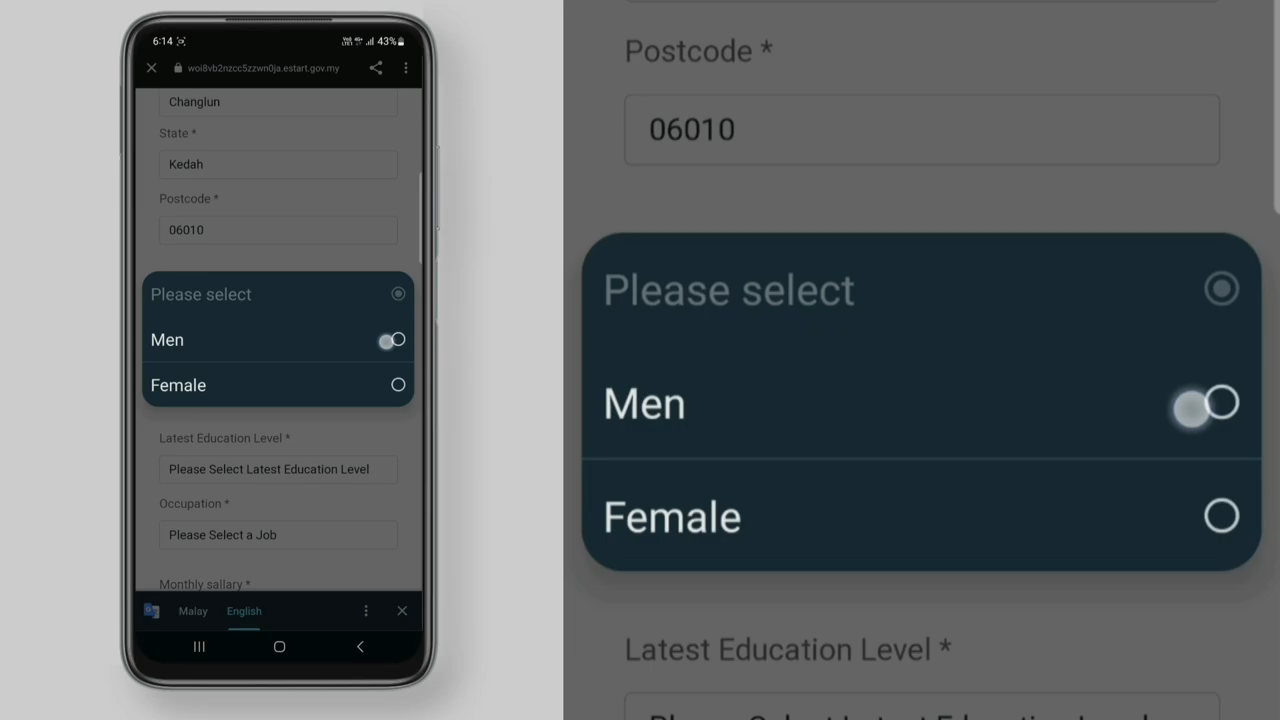 6:14
43%
woi8vb2nzcc5zzwn0ja.estart.gov.my
Changlun
State *
Kedah
Postcode *
06010
Please select
Men
Female
Latest Education Level *
Please Select Latest Education Level
Occupation *
Please Select a Job
Monthly sallary *
Malay
English
Postcode *
06010
Please select
Men
Female
Latest Education Level *